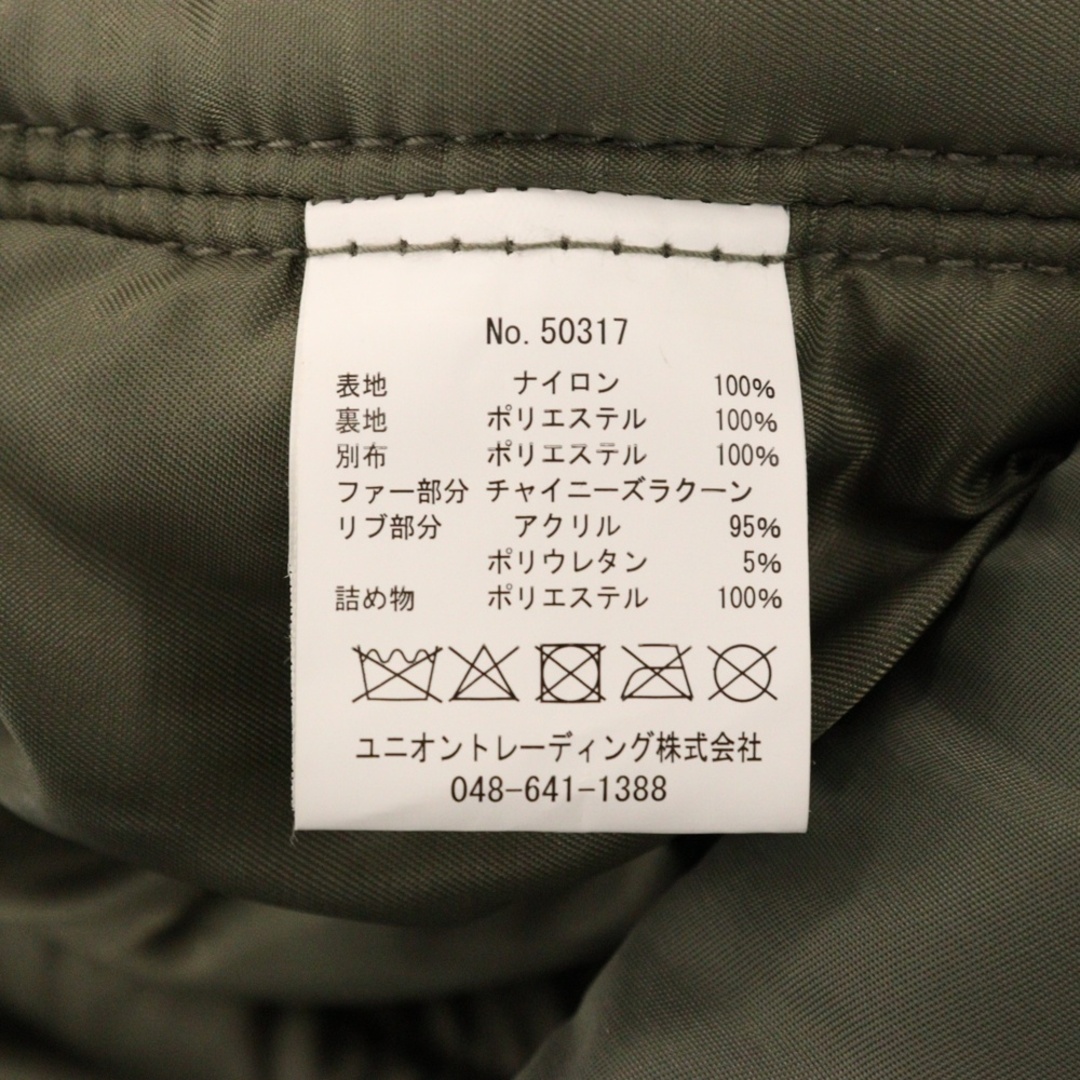 No. 50317
表地 ナイロン 100%
裏地 ポリエステル 100%
別布 ポリエステル 100%
ファー部分 チャイニーズラクーン
リブ部分 アクリル 95%
ポリウレタン 5%
詰め物 ポリエステル 100%
ユニオントレーディング株式会社
048-641-1388